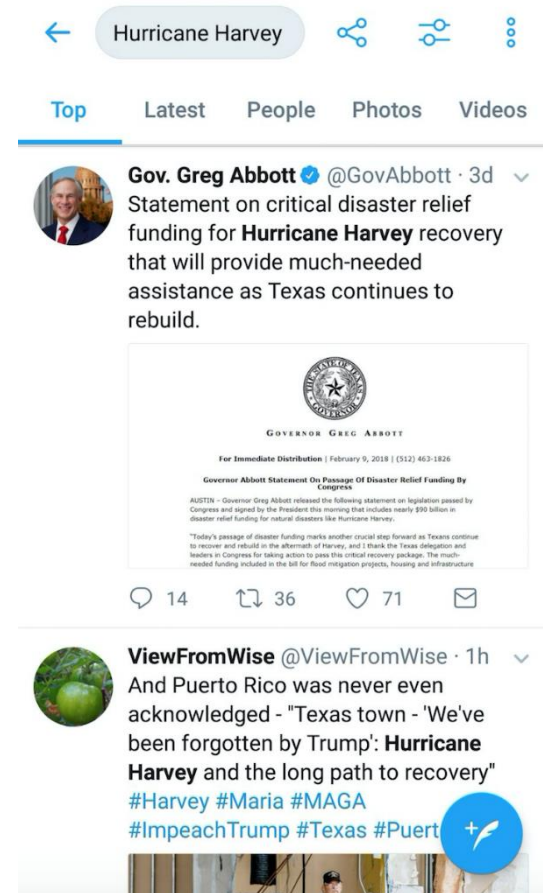 Hurricane Harvey
Top Latest People Photos Videos
Gov. Greg Abbott @GovAbbott · 3d
Statement on critical disaster relief
funding for Hurricane Harvey recovery
that will provide much-needed
assistance as Texas continues to
rebuild.
THE STATE OF TEXAS
GOVERNOR
GOVERNOR GREG ABBOTT
For Immediate Distribution | February 9, 2018 | (512) 463-1826
Governor Abbott Statement On Passage Of Disaster Relief Funding By
Congress
AUSTIN – Governor Greg Abbott released the following statement on legislation passed by
Congress and signed by the President this morning that includes nearly $90 billion in
disaster relief funding for natural disasters like Hurricane Harvey.
"Today's passage of disaster funding marks another crucial step forward as Texans continue
to recover and rebuild in the aftermath of Harvey, and I thank the Texas delegation and
leaders in Congress for taking action to pass this critical recovery package. The much-
needed funding included in the bill for flood mitigation projects, housing and infrastructure
14 36 71
ViewFromWise @ViewFromWise · 1h
And Puerto Rico was never even
acknowledged - "Texas town - 'We've
been forgotten by Trump': Hurricane
Harvey and the long path to recovery"
#Harvey #Maria #MAGA
#ImpeachTrump #Texas #Puert